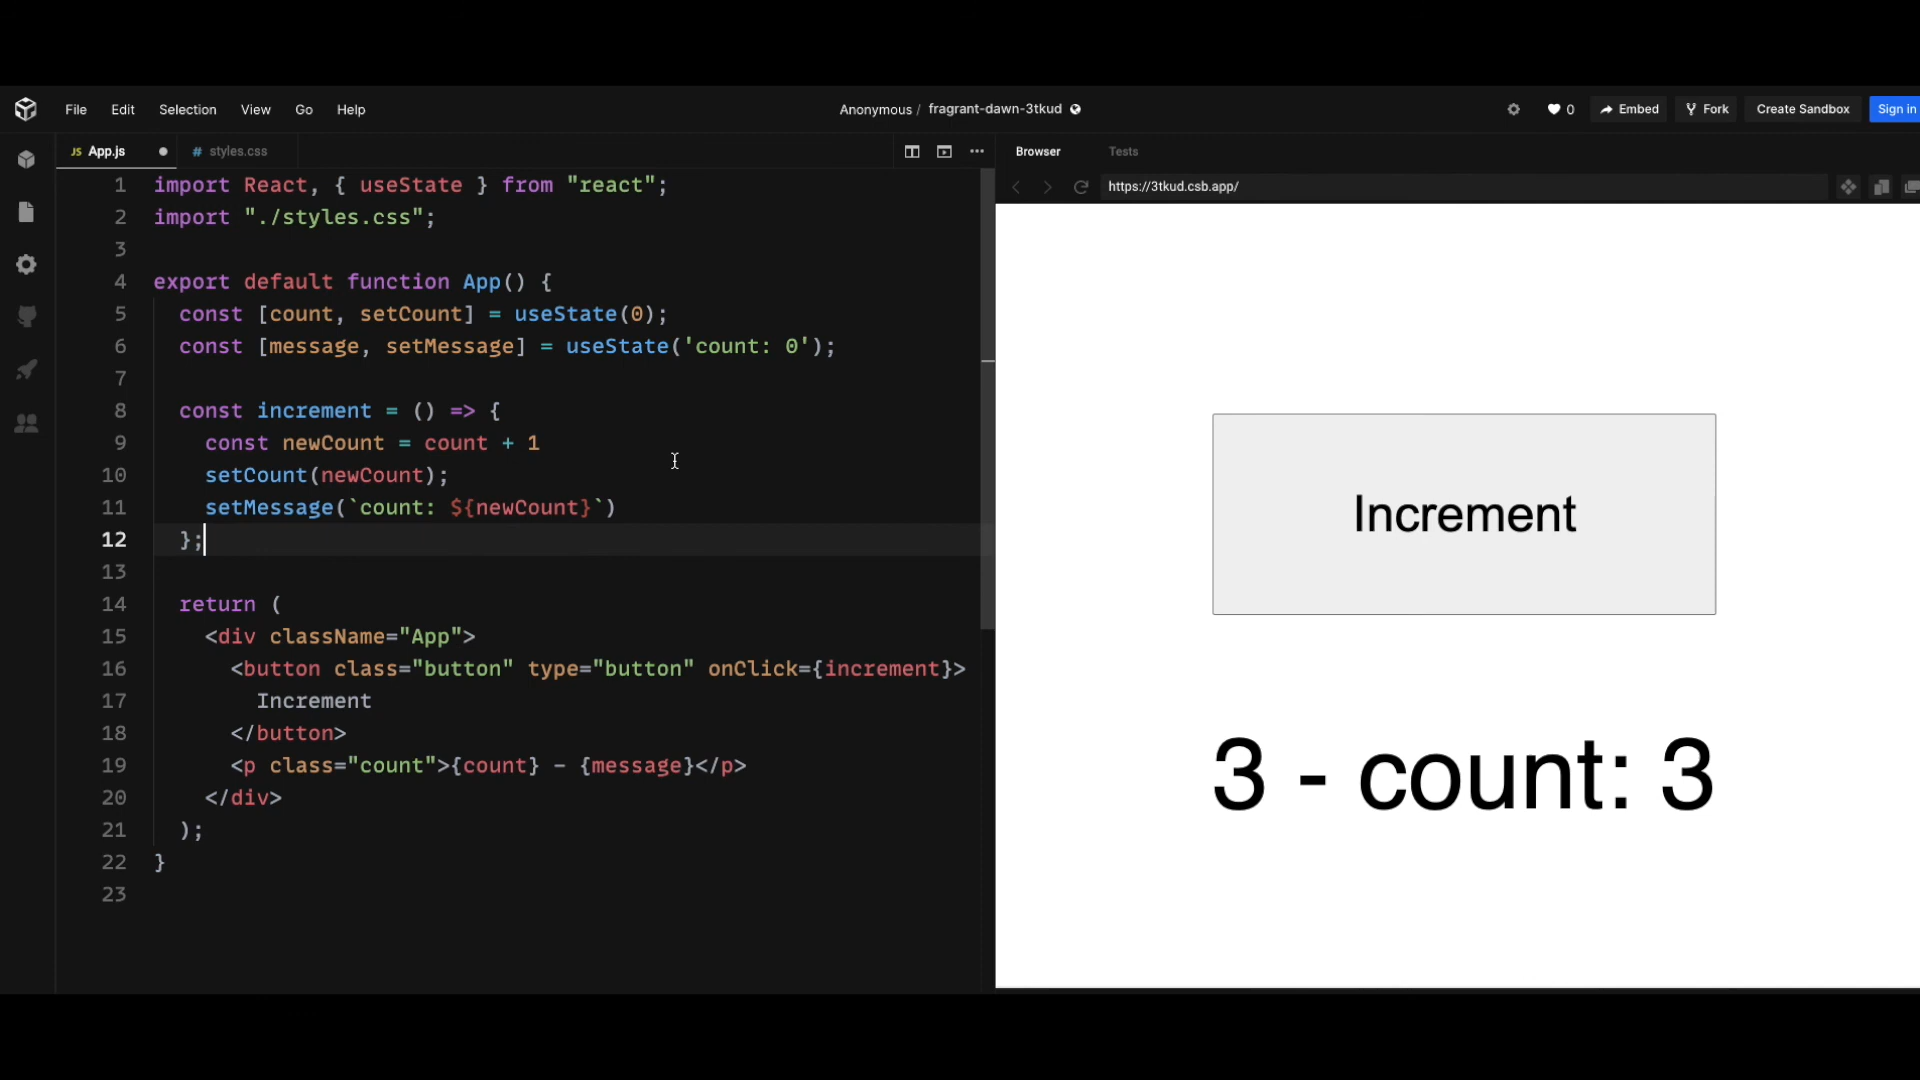 File Edit Selection View Go Help
Anonymous / fragrant-dawn-3tkud
0 Embed Fork Create Sandbox Sign in
JS App.js
# styles.css
Browser Tests
https://3tkud.csb.app/
1 import React, { useState } from "react";
2 import "./styles.css";
3
4 export default function App() {
5 const [count, setCount] = useState(0);
6 const [message, setMessage] = useState('count: 0');
7
8 const increment = () => {
9 const newCount = count + 1
10 setCount(newCount);
11 setMessage(`count: ${newCount}`)
12 };
13
14 return (
15 <div className="App">
16 <button class="button" type="button" onClick={increment}>
17 Increment
18 </button>
19 <p class="count">{count} - {message}</p>
20 </div>
21 );
22 }
23
Increment
3 - count: 3